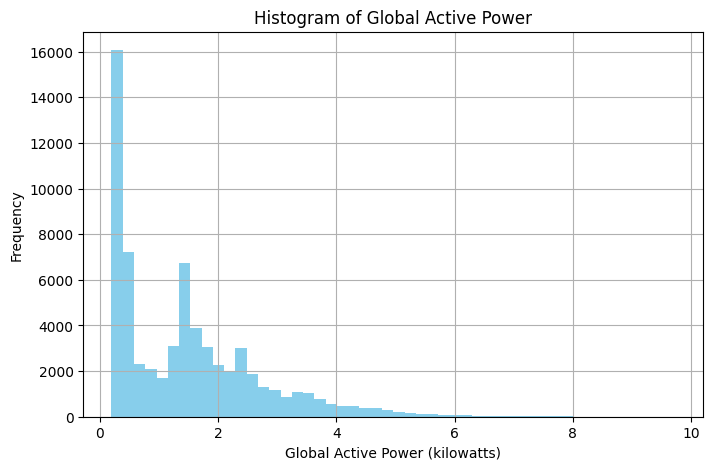 Histogram of Global Active Power
16000
14000
12000
10000
8000
6000
4000
2000
0
Frequency
0 2 4 6 8 10
Global Active Power (kilowatts)